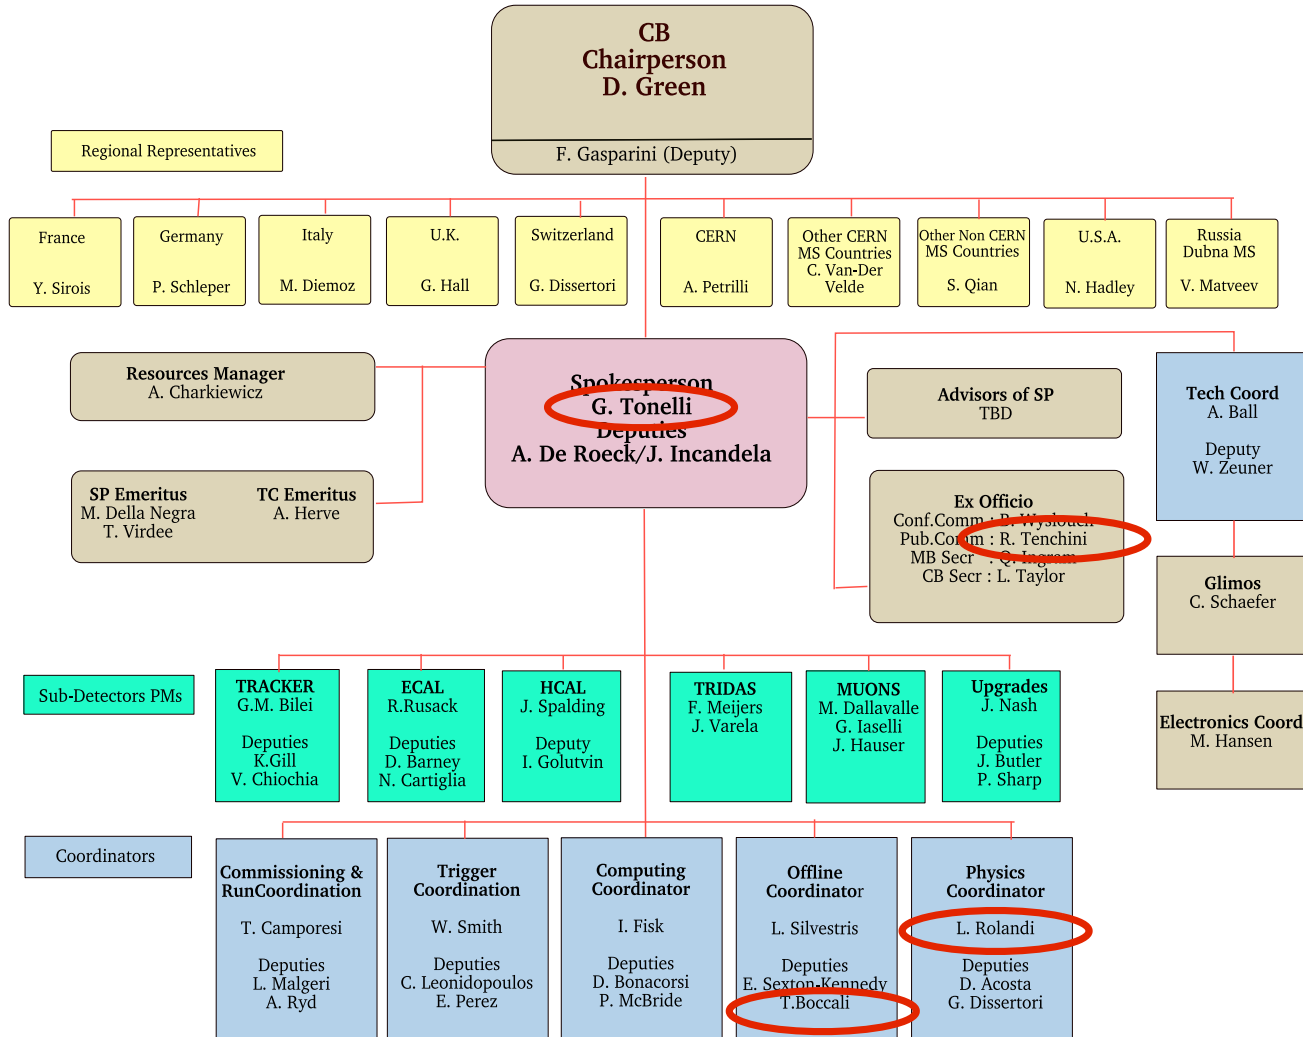 CB
Chairperson
D. Green
F. Gasparini (Deputy)
Regional Representatives
France
Y. Sirois
Germany
P. Schleper
Italy
M. Diemoz
U.K.
G. Hall
Switzerland
G. Dissertori
CERN
A. Petrilli
Other CERN
MS Countries
C. Van-Der
Velde
Other Non CERN
MS Countries
S. Qian
U.S.A.
N. Hadley
Russia
Dubna MS
V. Matveev
Resources Manager
A. Charkiewicz
Spokesperson
G. Tonelli
Deputies
A. De Roeck/J. Incandela
Advisors of SP
TBD
Tech Coord
A. Ball
Deputy
W. Zeuner
SP Emeritus
M. Della Negra
T. Virdee
TC Emeritus
A. Herve
Ex Officio
Conf.Comm : B. Wyslouch
Pub.Comm : R. Tenchini
MB Secr : Q. Ingram
CB Secr : L. Taylor
Glimos
C. Schaefer
Electronics Coord
M. Hansen
Sub-Detectors PMs
TRACKER
G.M. Bilei
Deputies
K.Gill
V. Chiochia
ECAL
R.Rusack
Deputies
D. Barney
N. Cartiglia
HCAL
J. Spalding
Deputy
I. Golutvin
TRIDAS
F. Meijers
J. Varela
MUONS
M. Dallavalle
G. Iaselli
J. Hauser
Upgrades
J. Nash
Deputies
J. Butler
P. Sharp
Coordinators
Commissioning &
RunCoordination
T. Camporesi
Deputies
L. Malgeri
A. Ryd
Trigger
Coordination
W. Smith
Deputies
C. Leonidopoulos
E. Perez
Computing
Coordinator
I. Fisk
Deputies
D. Bonacorsi
P. McBride
Offline
Coordinator
L. Silvestris
Deputies
E. Sexton-Kennedy
T.Boccali
Physics
Coordinator
L. Rolandi
Deputies
D. Acosta
G. Dissertori